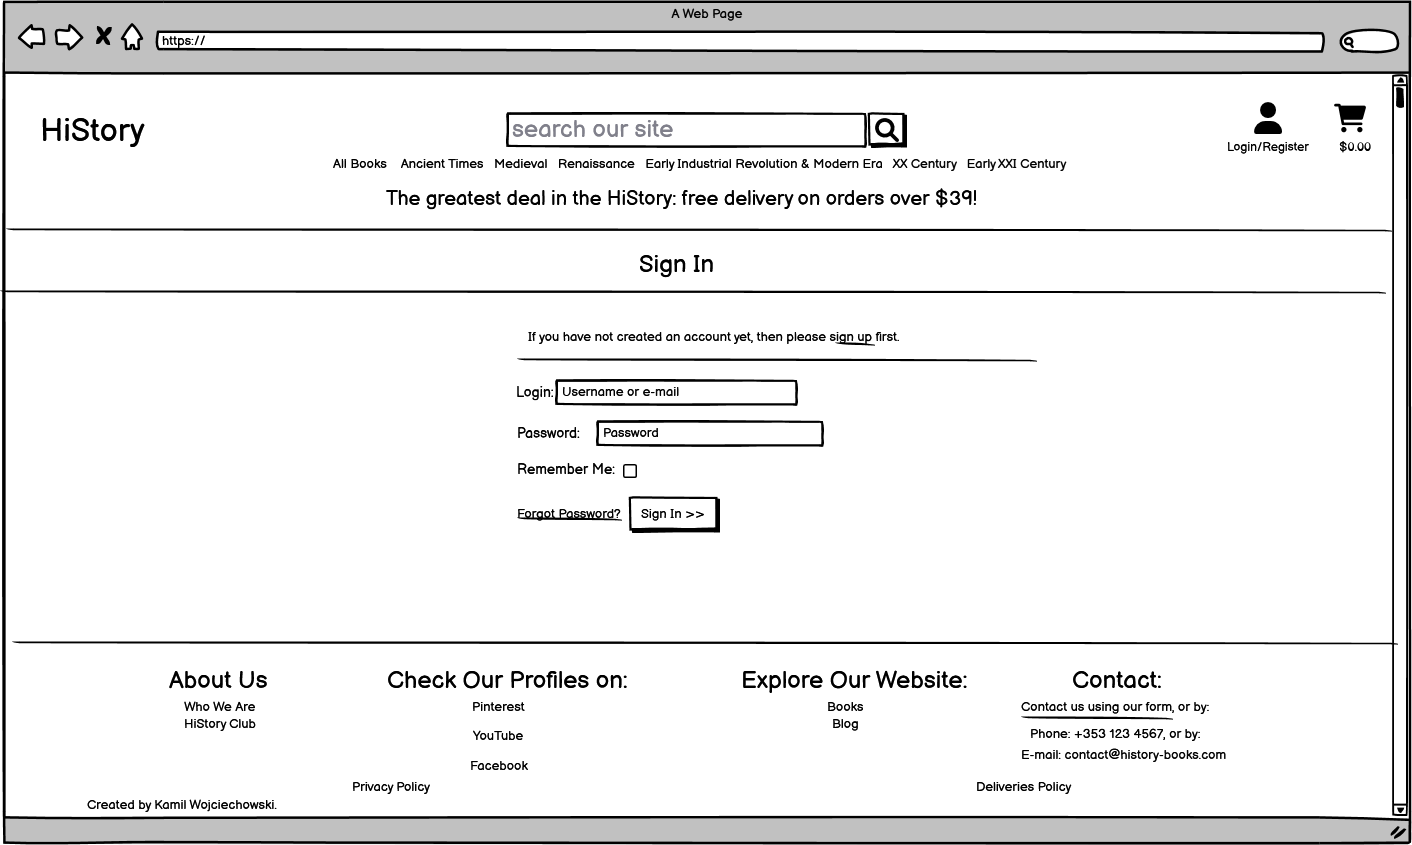 A Web Page
https://
HiStory
search our site
Login/Register
$0.00
All Books Ancient Times Medieval Renaissance Early Industrial Revolution & Modern Era XX Century Early XXI Century
The greatest deal in the HiStory: free delivery on orders over $39!
Sign In
If you have not created an account yet, then please sign up first.
Login: Username or e-mail
Password: Password
Remember Me:
Forgot Password? Sign In >>
About Us
Who We Are
HiStory Club
Check Our Profiles on:
Pinterest
YouTube
Facebook
Explore Our Website:
Books
Blog
Contact:
Contact us using our form, or by:
Phone: +353 123 4567, or by:
E-mail: contact@history-books.com
Privacy Policy
Deliveries Policy
Created by Kamil Wojciechowski.